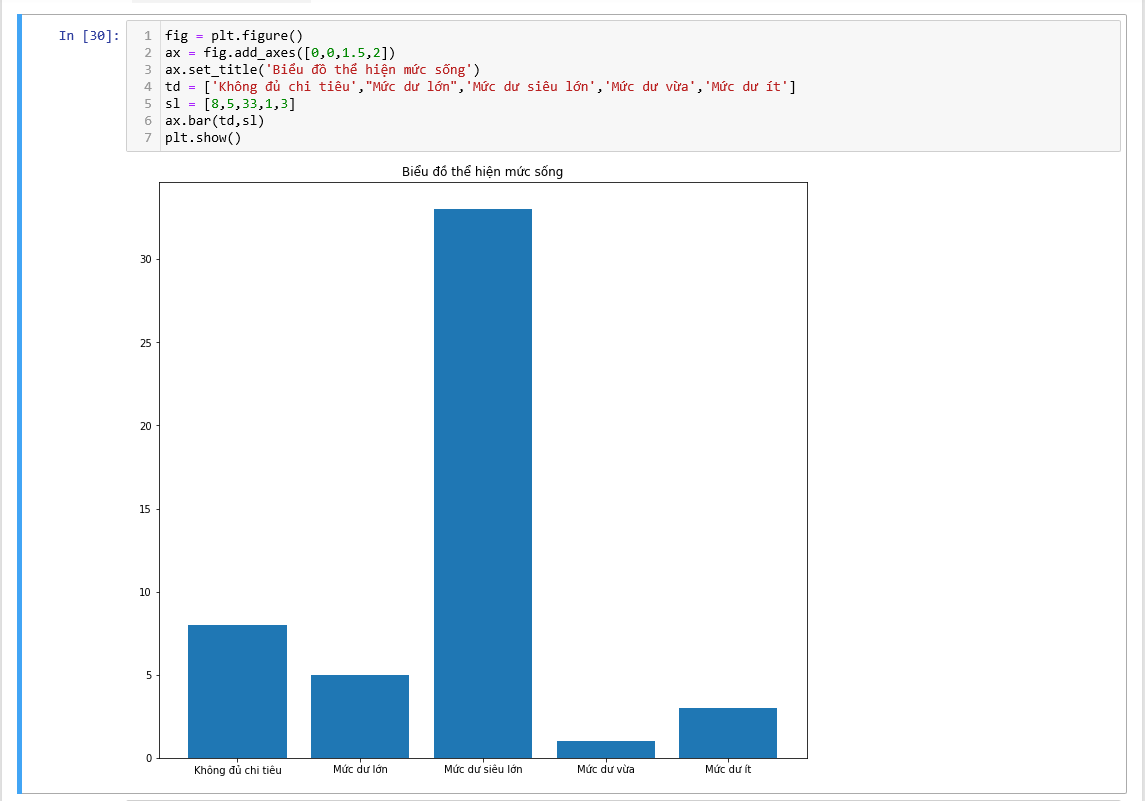 In [30]:
1 fig = plt.figure()
2 ax = fig.add_axes([0,0,1.5,2])
3 ax.set_title('Biểu đồ thể hiện mức sống')
4 td = ['Không đủ chi tiêu',"Mức dư lớn",'Mức dư siêu lớn','Mức dư vừa','Mức dư ít']
5 sl = [8,5,33,1,3]
6 ax.bar(td,sl)
7 plt.show()
Biểu đồ thể hiện mức sống
30
25
20
15
10
5
0
Không đủ chi tiêu Mức dư lớn Mức dư siêu lớn Mức dư vừa Mức dư ít